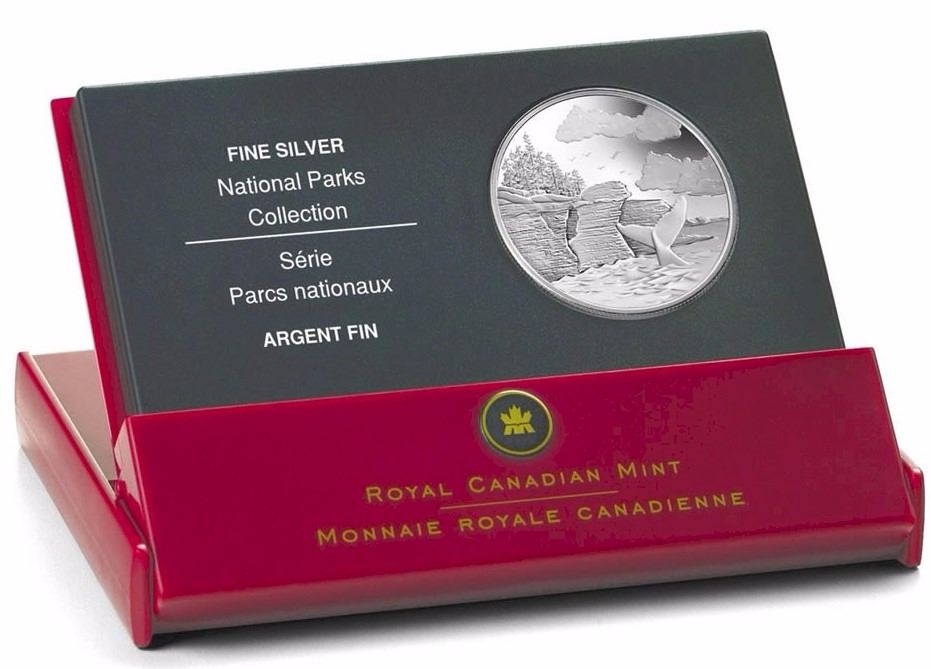 FINE SILVER
National Parks
Collection
Série
Parcs nationaux
ARGENT FIN
ROYAL CANADIAN MINT
MONNAIE ROYALE CANADIENNE